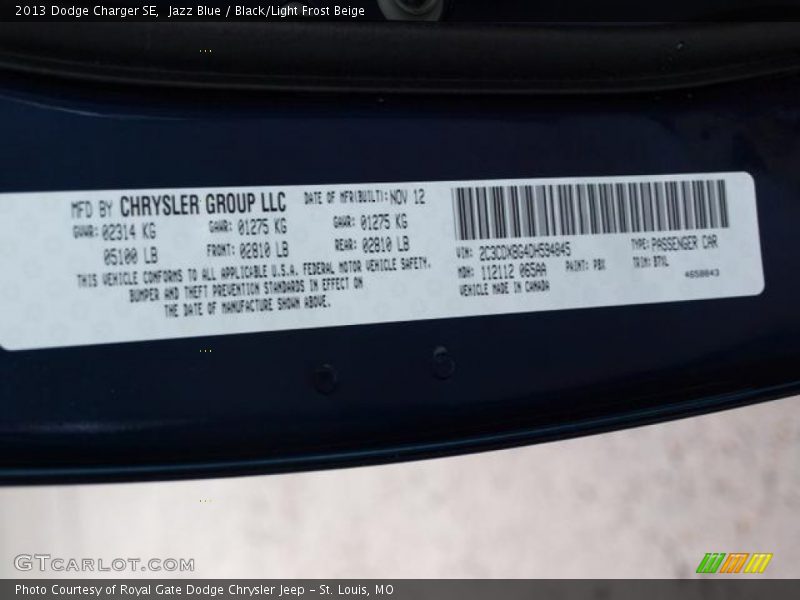 2013 Dodge Charger SE, Jazz Blue / Black/Light Frost Beige
MFD BY CHRYSLER GROUP LLC DATE OF MFR(BUILT): NOV 12
GVWR: 02314 KG GAWR: 01275 KG GAWR: 01275 KG
05100 LB FRONT: 02810 LB REAR: 02810 LB
THIS VEHICLE CONFORMS TO ALL APPLICABLE U.S.A. FEDERAL MOTOR VEHICLE SAFETY,
BUMPER AND THEFT PREVENTION STANDARDS IN EFFECT ON
THE DATE OF MANUFACTURE SHOWN ABOVE.
VIN: 2C3CDXBG4DH594845 TYPE: PASSENGER CAR
MDH: 112112 065AA PAINT: PBX TRIM:
VEHICLE MADE IN CANADA 4658843
GTCARLOT.COM
Photo Courtesy of Royal Gate Dodge Chrysler Jeep – St. Louis, MO